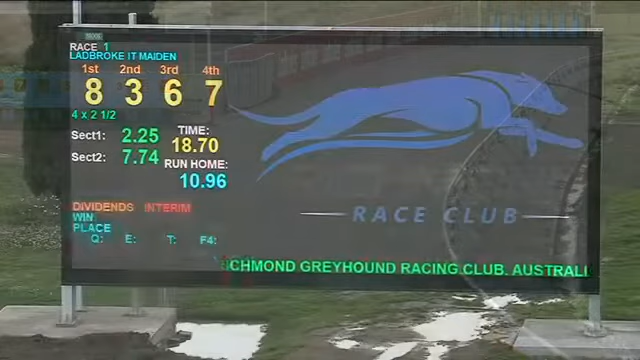 RACE 1
LADBROKE IT MAIDEN
1st 2nd 3rd 4th
8 3 6 7
4 x 2 1/2
Sect1: 2.25 TIME:
18.70
Sect2: 7.74 RUN HOME:
10.96
DIVIDENDS INTERIM
WIN
PLACE
Q: E: T: F4:
RACE CLUB
CHMOND GREYHOUND RACING CLUB. AUSTRALI